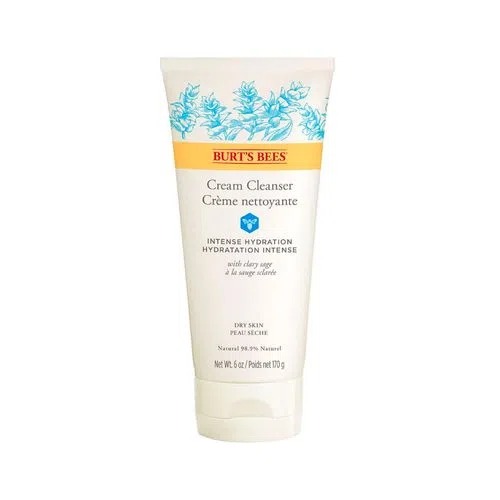 BURT'S BEES
Cream Cleanser
Crème nettoyante
INTENSE HYDRATION
HYDRATATION INTENSE
with clary sage
à la sauge sclarée
DRY SKIN
PEAU SÈCHE
Natural 98.9% Naturel
Net Wt. 6 oz / Poids net 170 g